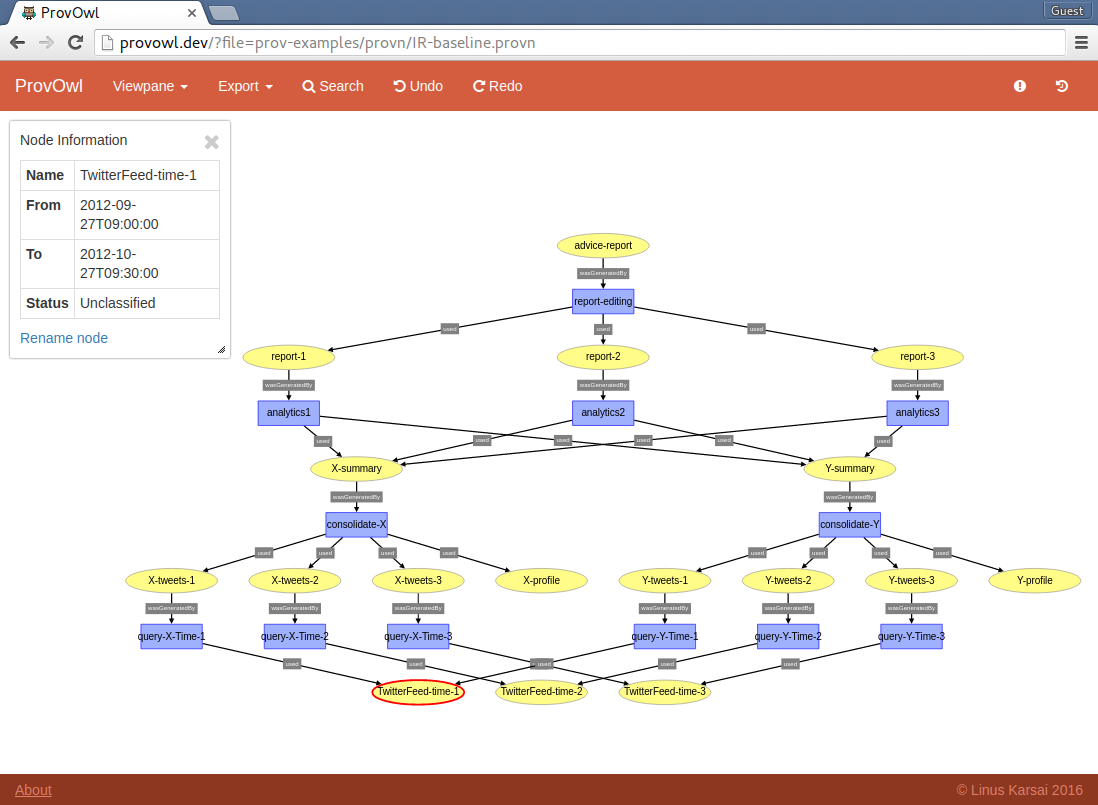 ProvOwl
Guest
provowl.dev/?file=prov-examples/provn/IR-baseline.provn
ProvOwl Viewpane Export Search Undo Redo
Node Information
Name TwitterFeed-time-1
From 2012-09-
27T09:00:00
To 2012-10-
27T09:30:00
Status Unclassified
Rename node
advice-report
wasGeneratedBy
report-editing
used used used
report-1 report-2 report-3
wasGeneratedBy wasGeneratedBy wasGeneratedBy
analytics1 analytics2 analytics3
used used used used used used
X-summary Y-summary
wasGeneratedBy wasGeneratedBy
consolidate-X consolidate-Y
used used used used used used used used
X-tweets-1 X-tweets-2 X-tweets-3 X-profile Y-tweets-1 Y-tweets-2 Y-tweets-3 Y-profile
wasGeneratedBy wasGeneratedBy wasGeneratedBy wasGeneratedBy wasGeneratedBy wasGeneratedBy
query-X-Time-1 query-X-Time-2 query-X-Time-3 query-Y-Time-1 query-Y-Time-2 query-Y-Time-3
used used used used used
TwitterFeed-time-1 TwitterFeed-time-2 TwitterFeed-time-3
About
© Linus Karsai 2016